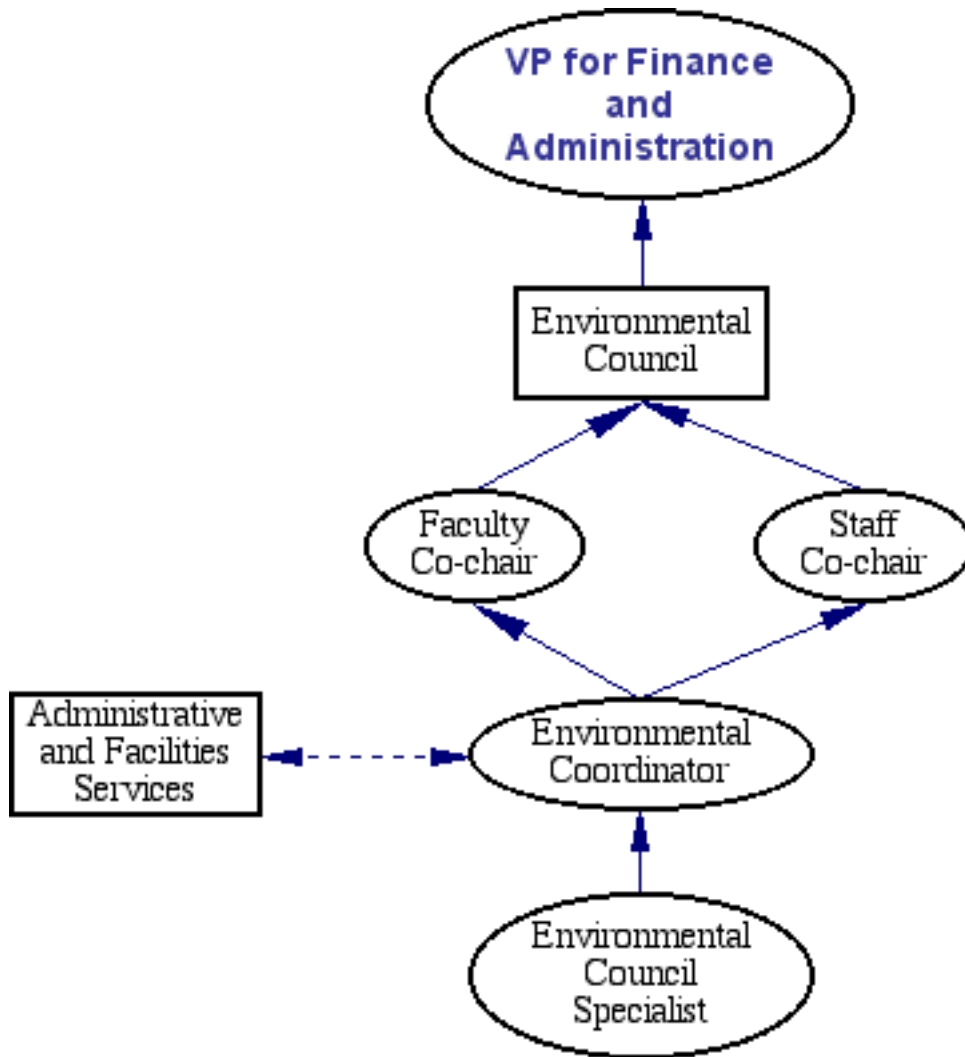 VP for Finance
and
Administration
Environmental
Council
Faculty
Co-chair
Staff
Co-chair
Administrative
and Facilities
Services
Environmental
Coordinator
Environmental
Council
Specialist